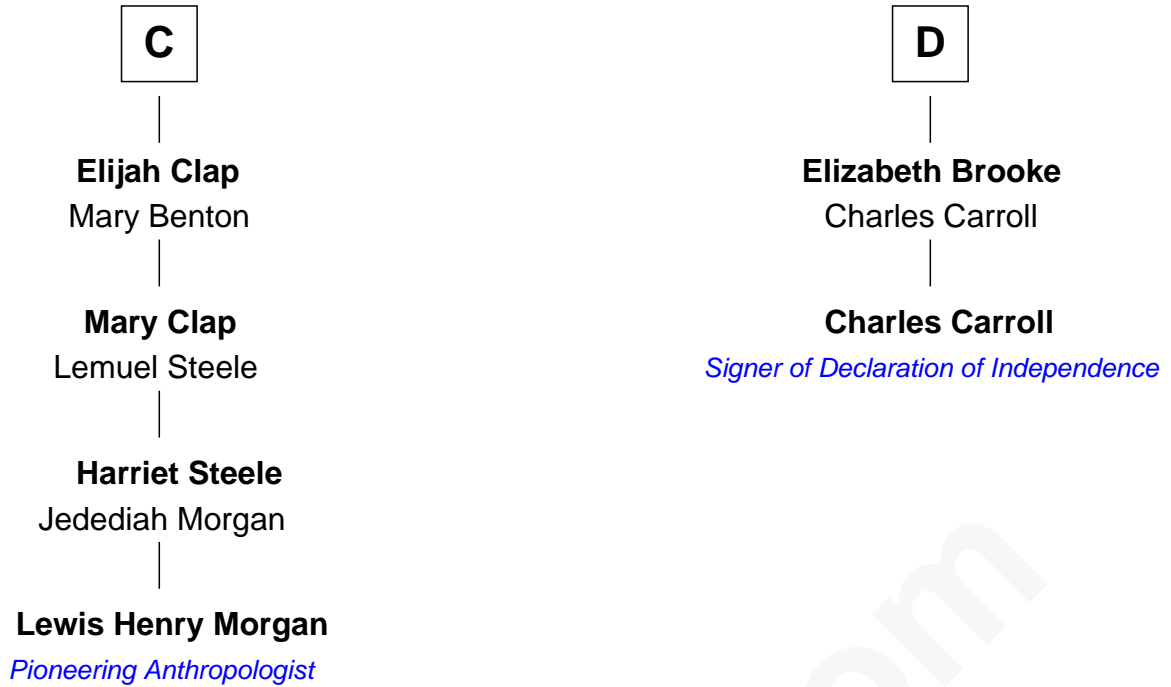 C
Elijah Clap
Mary Benton
Mary Clap
Lemuel Steele
Harriet Steele
Jedediah Morgan
Lewis Henry Morgan
Pioneering Anthropologist
D
Elizabeth Brooke
Charles Carroll
Charles Carroll
Signer of Declaration of Independence
om